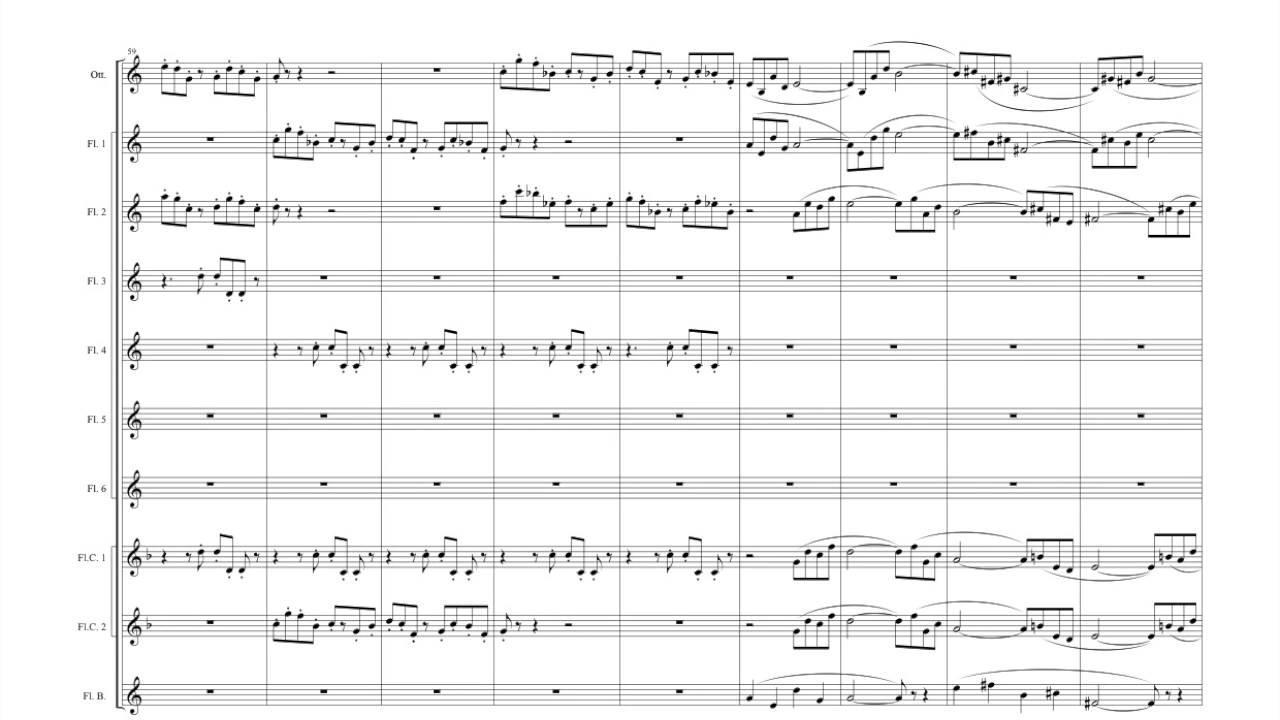 59
Ott.
Fl. 1
Fl. 2
Fl. 3
Fl. 4
Fl. 5
Fl. 6
Fl.C. 1
Fl.C. 2
Fl. B.